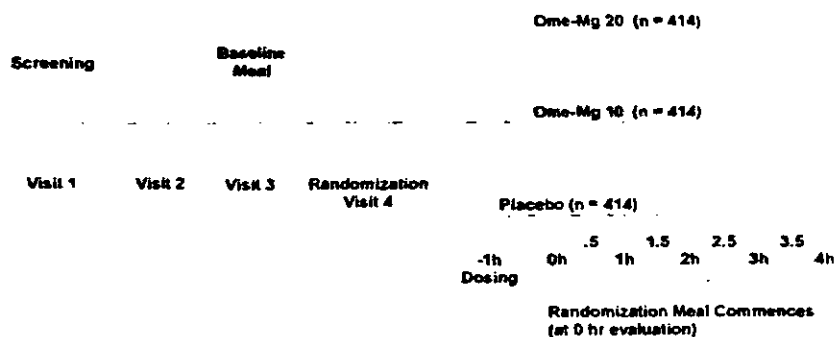 Ome-Mg 20 (n = 414)
Screening
Baseline
Meal
Ome-Mg 10 (n = 414)
Visit 1
Visit 2
Visit 3
Randomization
Visit 4
Placebo (n = 414)
.5 1.5 2.5 3.5
-1h 0h 1h 2h 3h 4h
Dosing
Randomization Meal Commences
(at 0 hr evaluation)